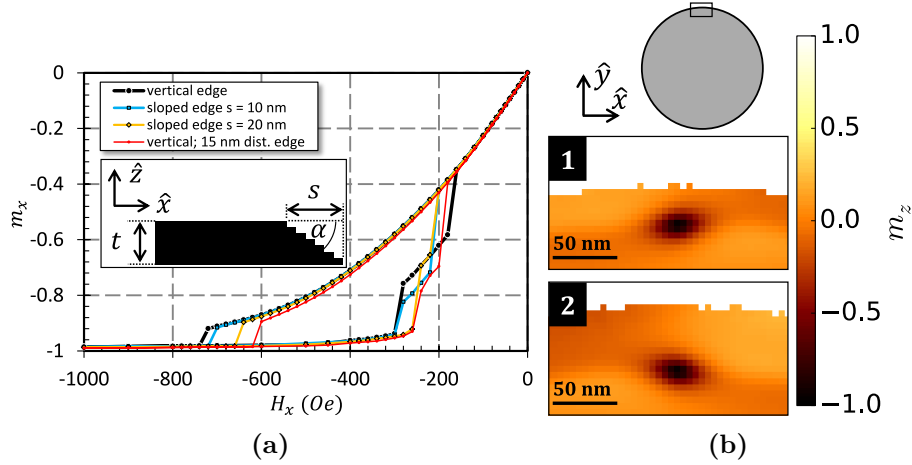 0
-0.2
-0.4
-0.6
-0.8
-1
m_x
vertical edge
sloped edge s = 10 nm
sloped edge s = 20 nm
vertical; 15 nm dist. edge
ẑ
x̂
s
t
α
-1000 -800 -600 -400 -200 0
H_x (Oe)
(a)
ŷ
x̂
1
50 nm
2
50 nm
1.0
0.5
0.0
−0.5
−1.0
m_z
(b)